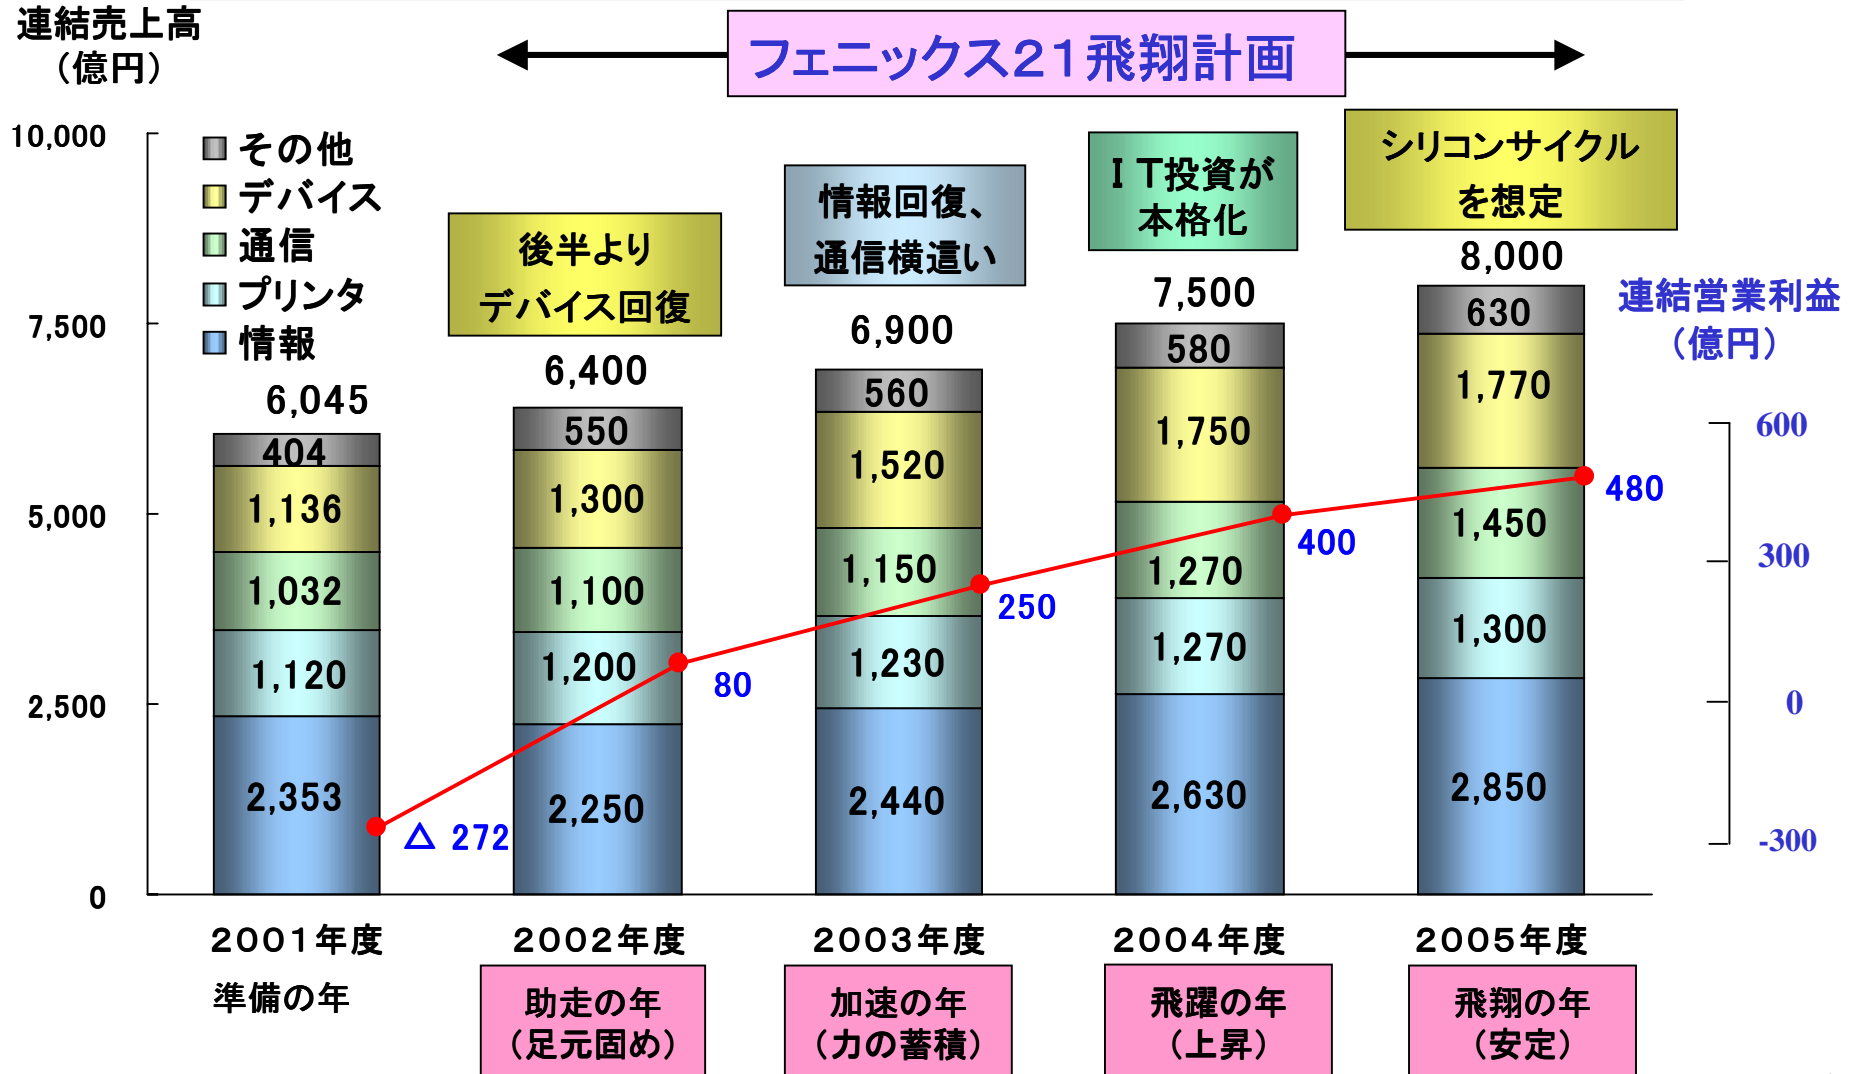 連結売上高
（億円）
フェニックス２１飛翔計画
10,000
7,500
5,000
2,500
0
その他
デバイス
通信
プリンタ
情報
後半より
デバイス回復
情報回復、
通信横這い
ＩＴ投資が
本格化
シリコンサイクル
を想定
連結営業利益
（億円）
600
300
0
-300
6,045
404
1,136
1,032
1,120
2,353
△ 272
6,400
550
1,300
1,100
1,200
2,250
80
6,900
560
1,520
1,150
1,230
2,440
250
7,500
580
1,750
1,270
1,270
2,630
400
8,000
630
1,770
1,450
1,300
2,850
480
２００１年度
準備の年
２００２年度
助走の年
（足元固め）
２００３年度
加速の年
（力の蓄積）
２００４年度
飛躍の年
（上昇）
２００５年度
飛翔の年
（安定）